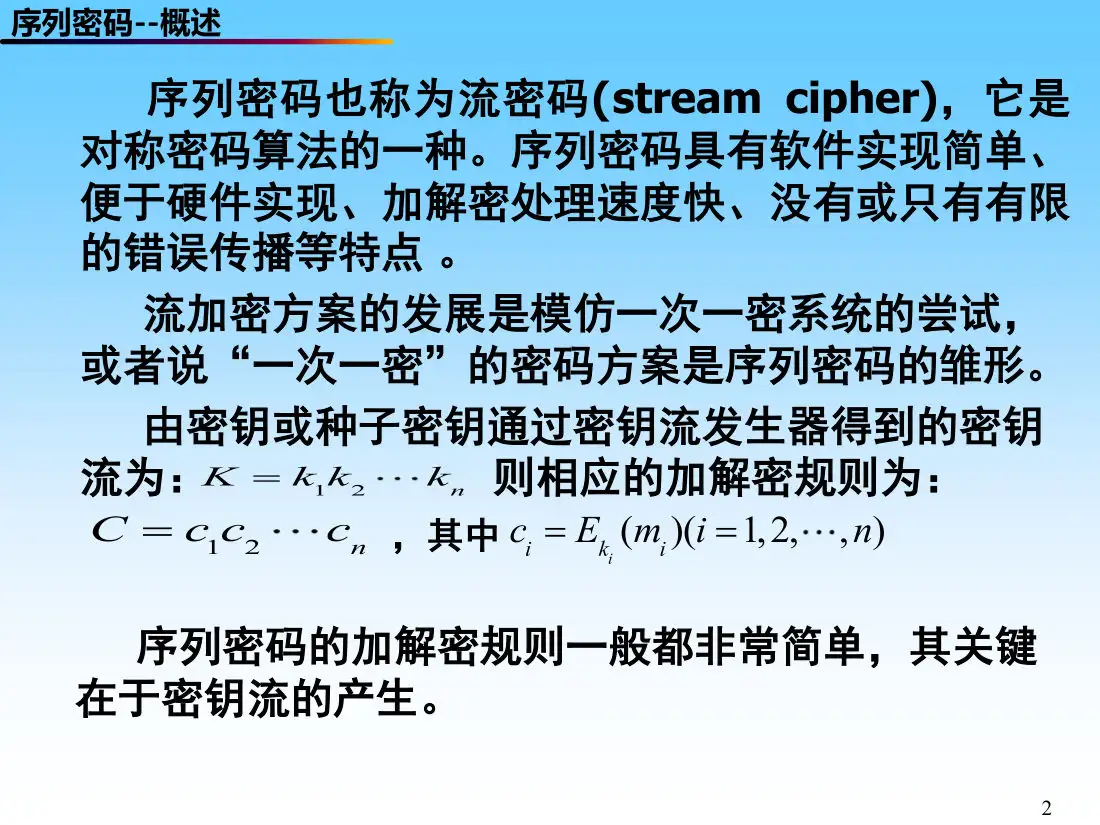 序列密码--概述
序列密码也称为流密码(stream cipher)，它是
对称密码算法的一种。序列密码具有软件实现简单、
便于硬件实现、加解密处理速度快、没有或只有有限
的错误传播等特点 。
流加密方案的发展是模仿一次一密系统的尝试，
或者说“一次一密”的密码方案是序列密码的雏形。
由密钥或种子密钥通过密钥流发生器得到的密钥
流为：K = k₁k₂ ⋯ kₙ 则相应的加解密规则为：
C = c₁c₂ ⋯ cₙ ，其中 cᵢ = E_{kᵢ}(mᵢ)(i = 1, 2, ⋯, n)
序列密码的加解密规则一般都非常简单，其关键
在于密钥流的产生。
2